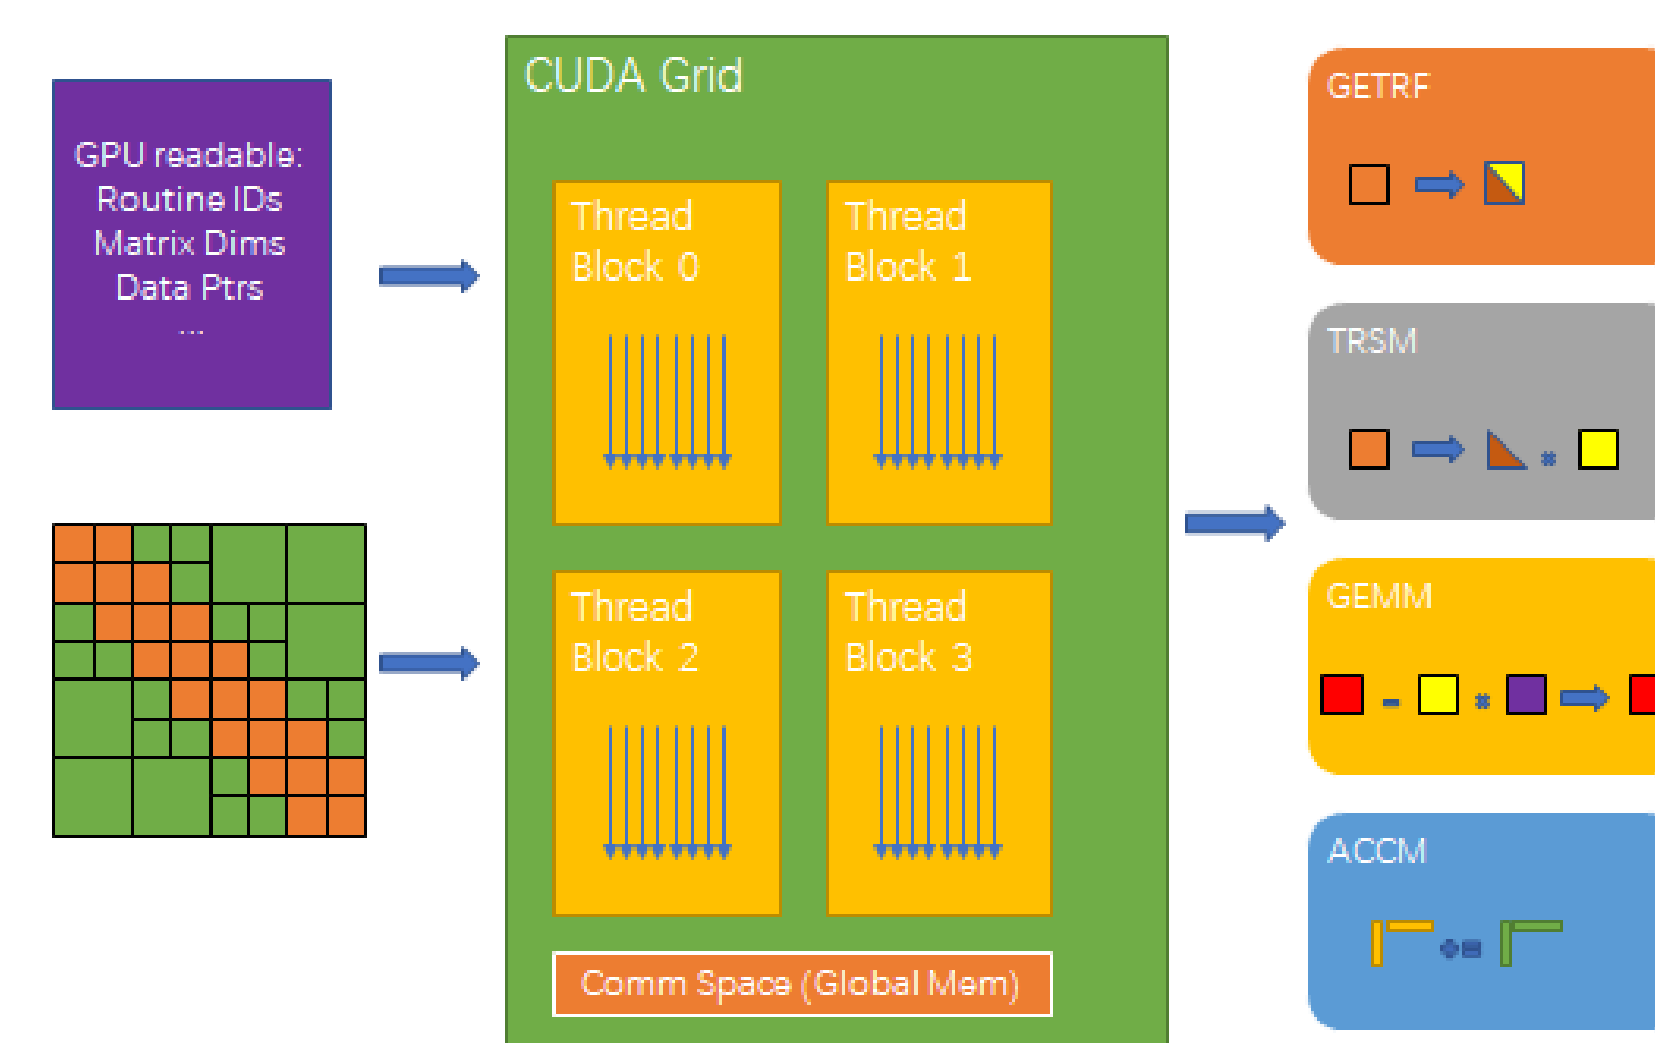 GPU readable:
Routine IDs
Matrix Dims
Data Ptrs
....
CUDA Grid
Thread
Block 0
Thread
Block 1
Thread
Block 2
Thread
Block 3
Comm Space (Global Mem)
GETRF
TRSM
*
GEMM
- *
ACCM
+=